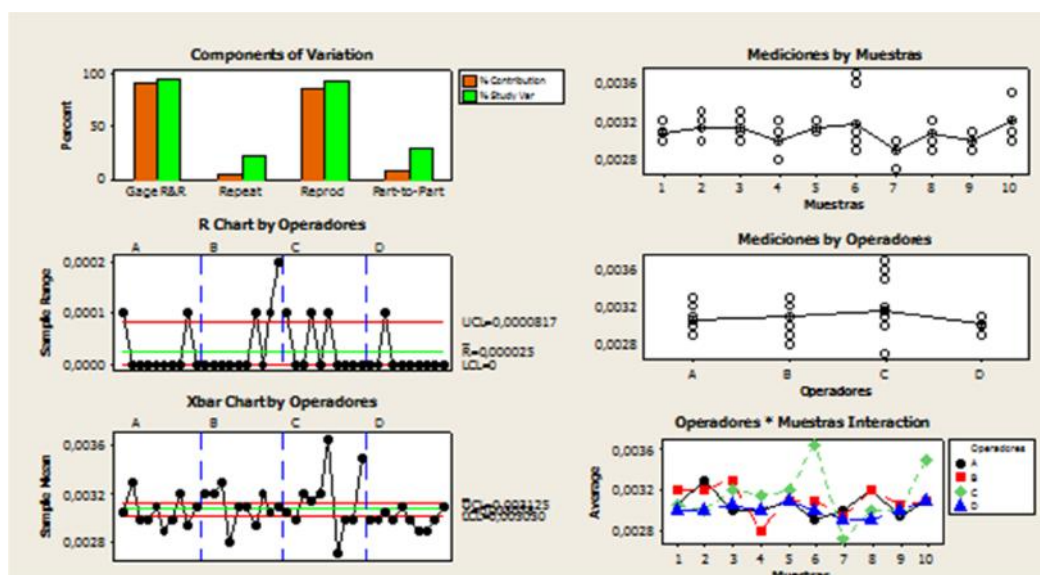 Components of Variation
Percent
100
50
0
Gage R&R Repeat Reprod Part-to-Part
% Contribution
% Study Var
R Chart by Operadores
A B C D
Sample Range
0,0002
0,0001
0,0000
UCL=0,0000817
R=0,000025
LCL=0
Xbar Chart by Operadores
A B C D
Sample Mean
0,0036
0,0032
0,0028
UCL=0,003125
Mediciones by Muestras
0,0036
0,0032
0,0028
1 2 3 4 5 6 7 8 9 10
Muestras
Mediciones by Operadores
0,0036
0,0032
0,0028
A B C D
Operadores
Operadores * Muestras Interaction
Average
0,0036
0,0032
0,0028
1 2 3 4 5 6 7 8 9 10
Muestras
Operadores
A
B
C
D